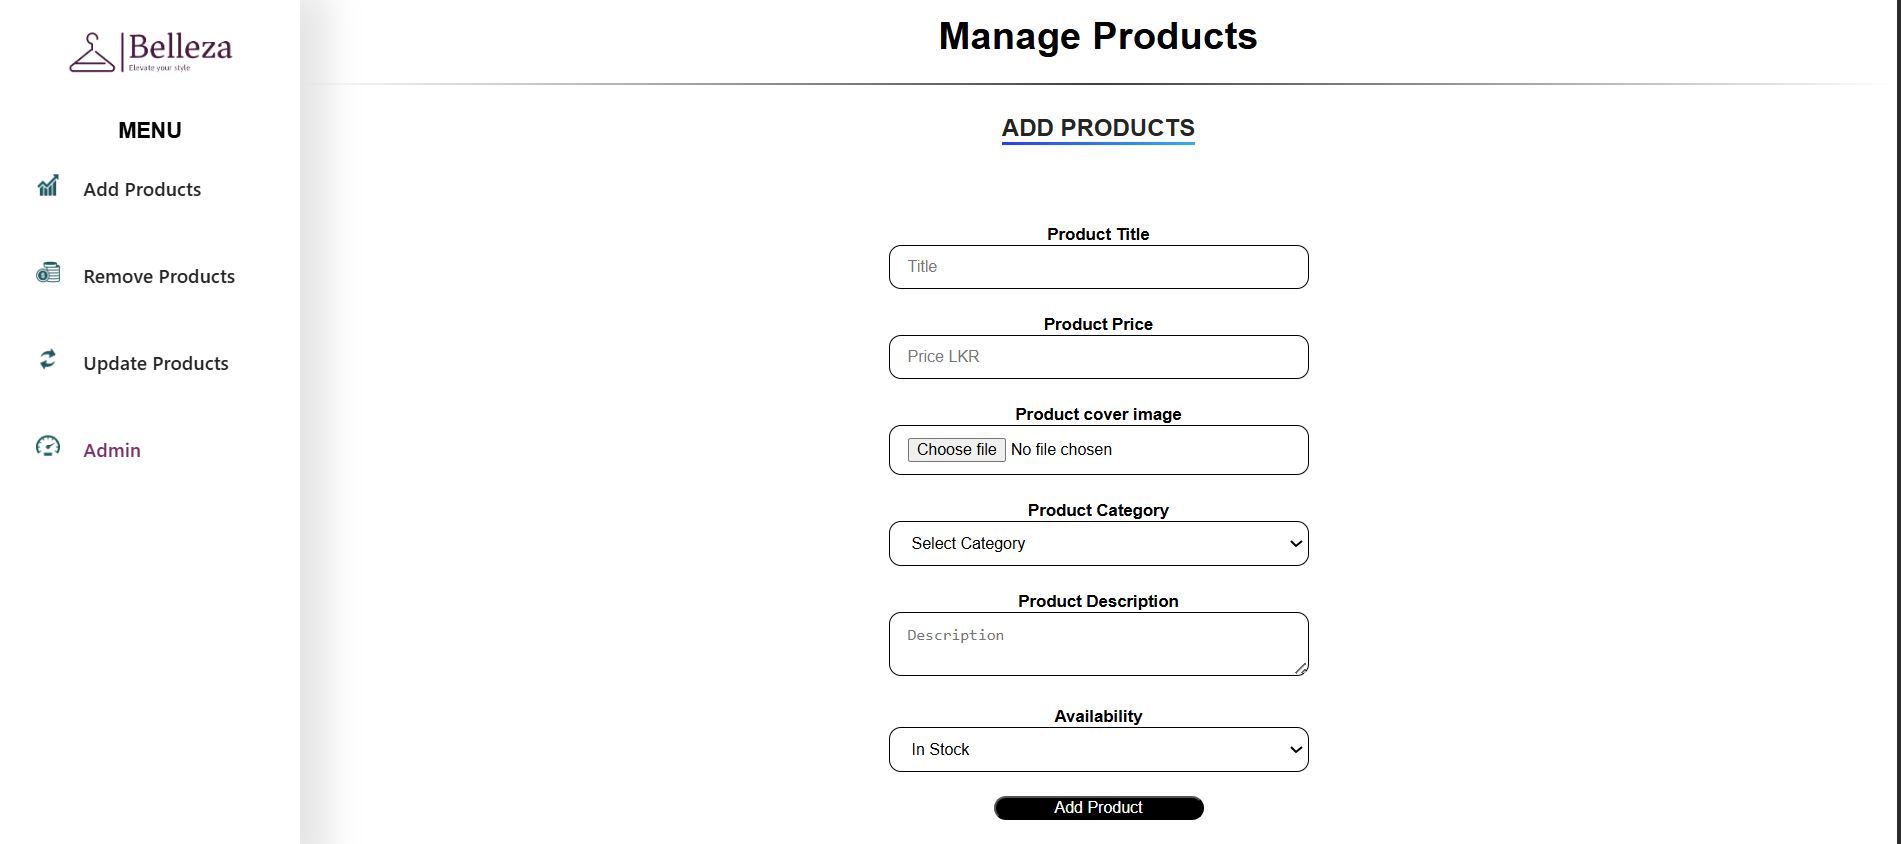 Belleza
Elevate your style
MENU
Add Products
Remove Products
Update Products
Admin
Manage Products
ADD PRODUCTS
Product Title
Title
Product Price
Price LKR
Product cover image
Choose file No file chosen
Product Category
Select Category
Product Description
Description
Availability
In Stock
Add Product